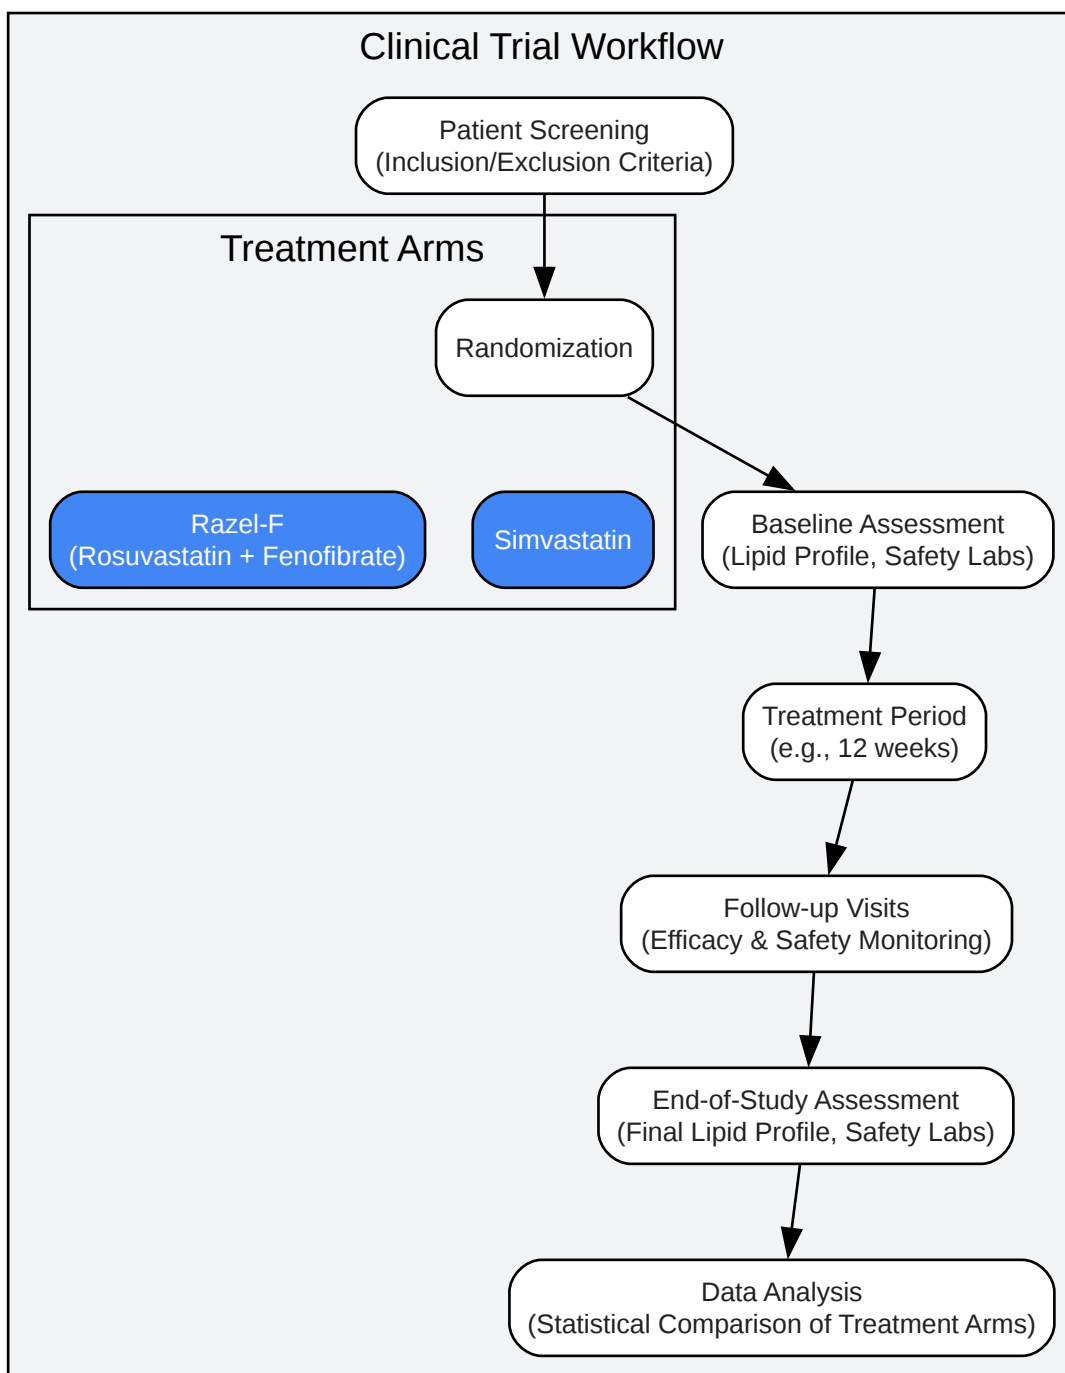 Clinical Trial Workflow
Patient Screening
(Inclusion/Exclusion Criteria)
Treatment Arms
Randomization
Razel-F
(Rosuvastatin + Fenofibrate)
Simvastatin
Baseline Assessment
(Lipid Profile, Safety Labs)
Treatment Period
(e.g., 12 weeks)
Follow-up Visits
(Efficacy & Safety Monitoring)
End-of-Study Assessment
(Final Lipid Profile, Safety Labs)
Data Analysis
(Statistical Comparison of Treatment Arms)